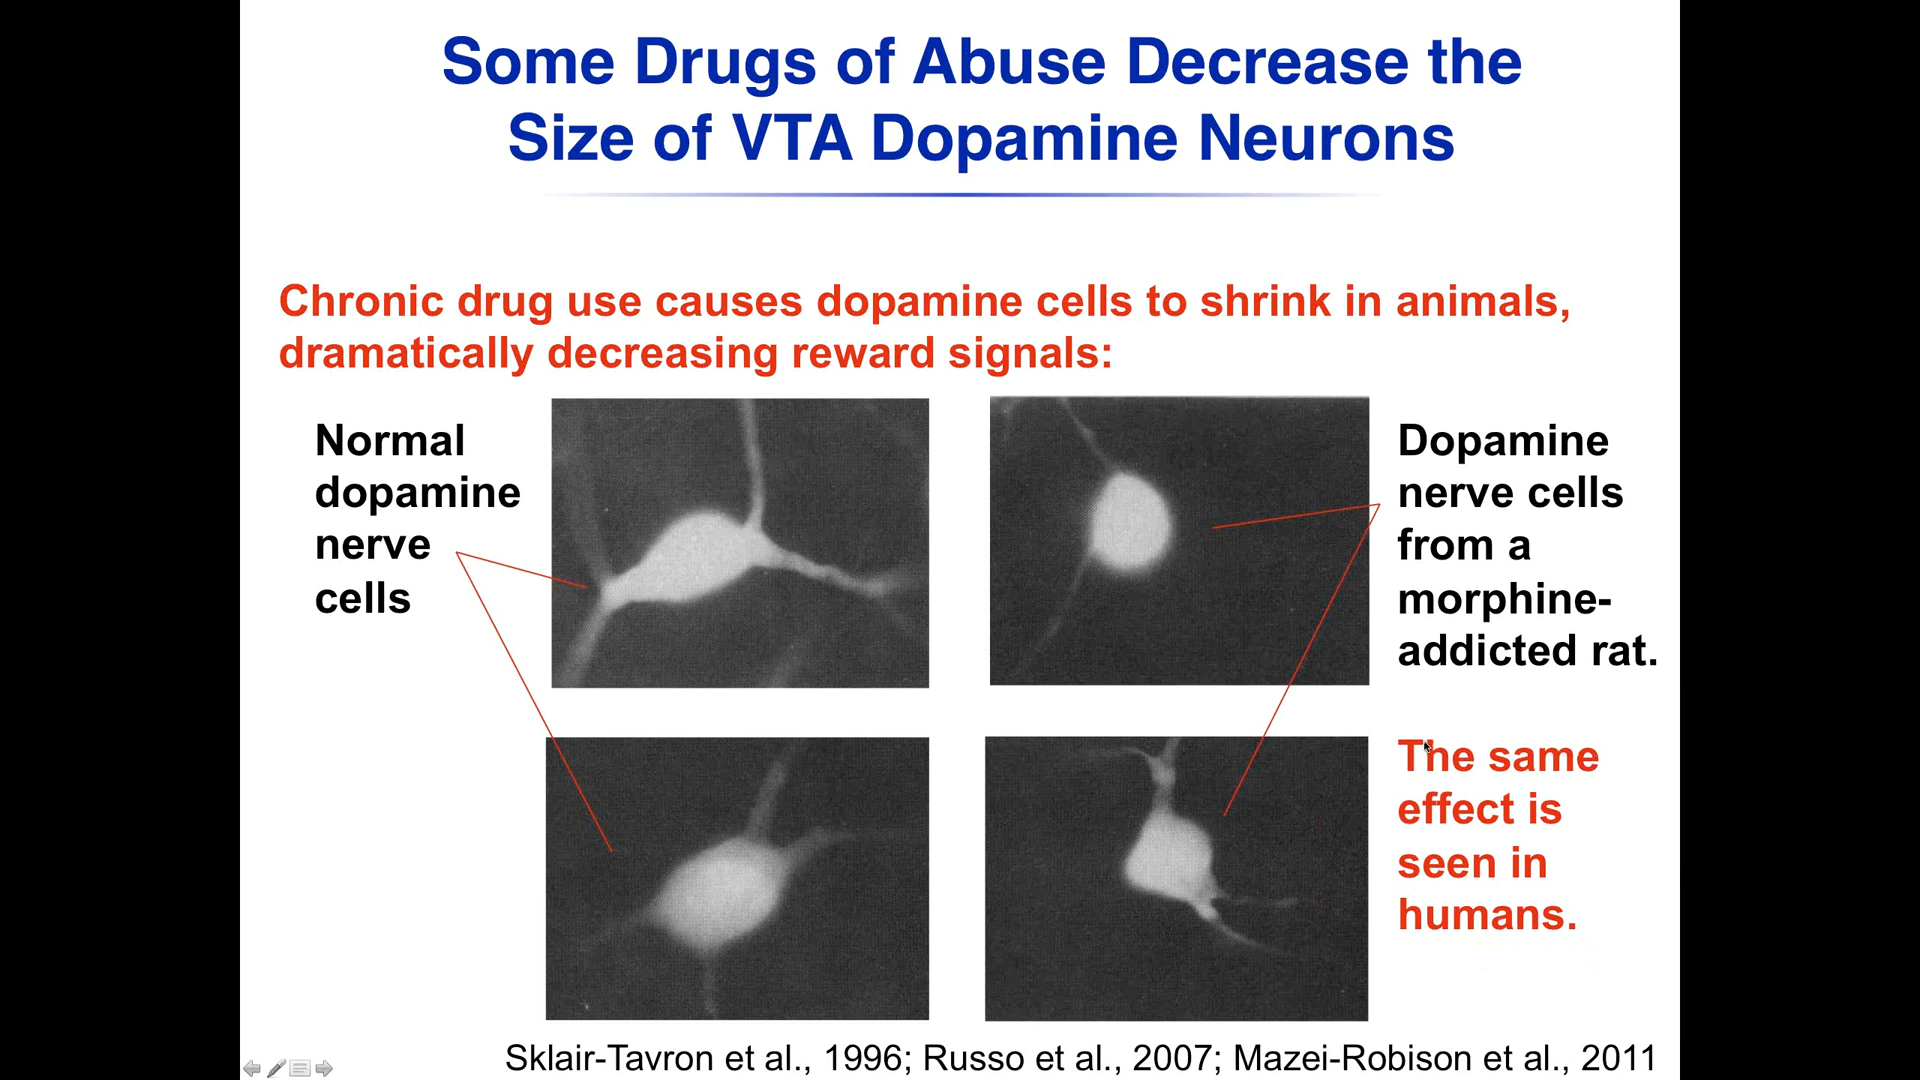 Some Drugs of Abuse Decrease the
Size of VTA Dopamine Neurons
Chronic drug use causes dopamine cells to shrink in animals,
dramatically decreasing reward signals:
Normal
dopamine
nerve
cells
Dopamine
nerve cells
from a
morphine-
addicted rat.
The same
effect is
seen in
humans.
Sklair-Tavron et al., 1996; Russo et al., 2007; Mazei-Robison et al., 2011